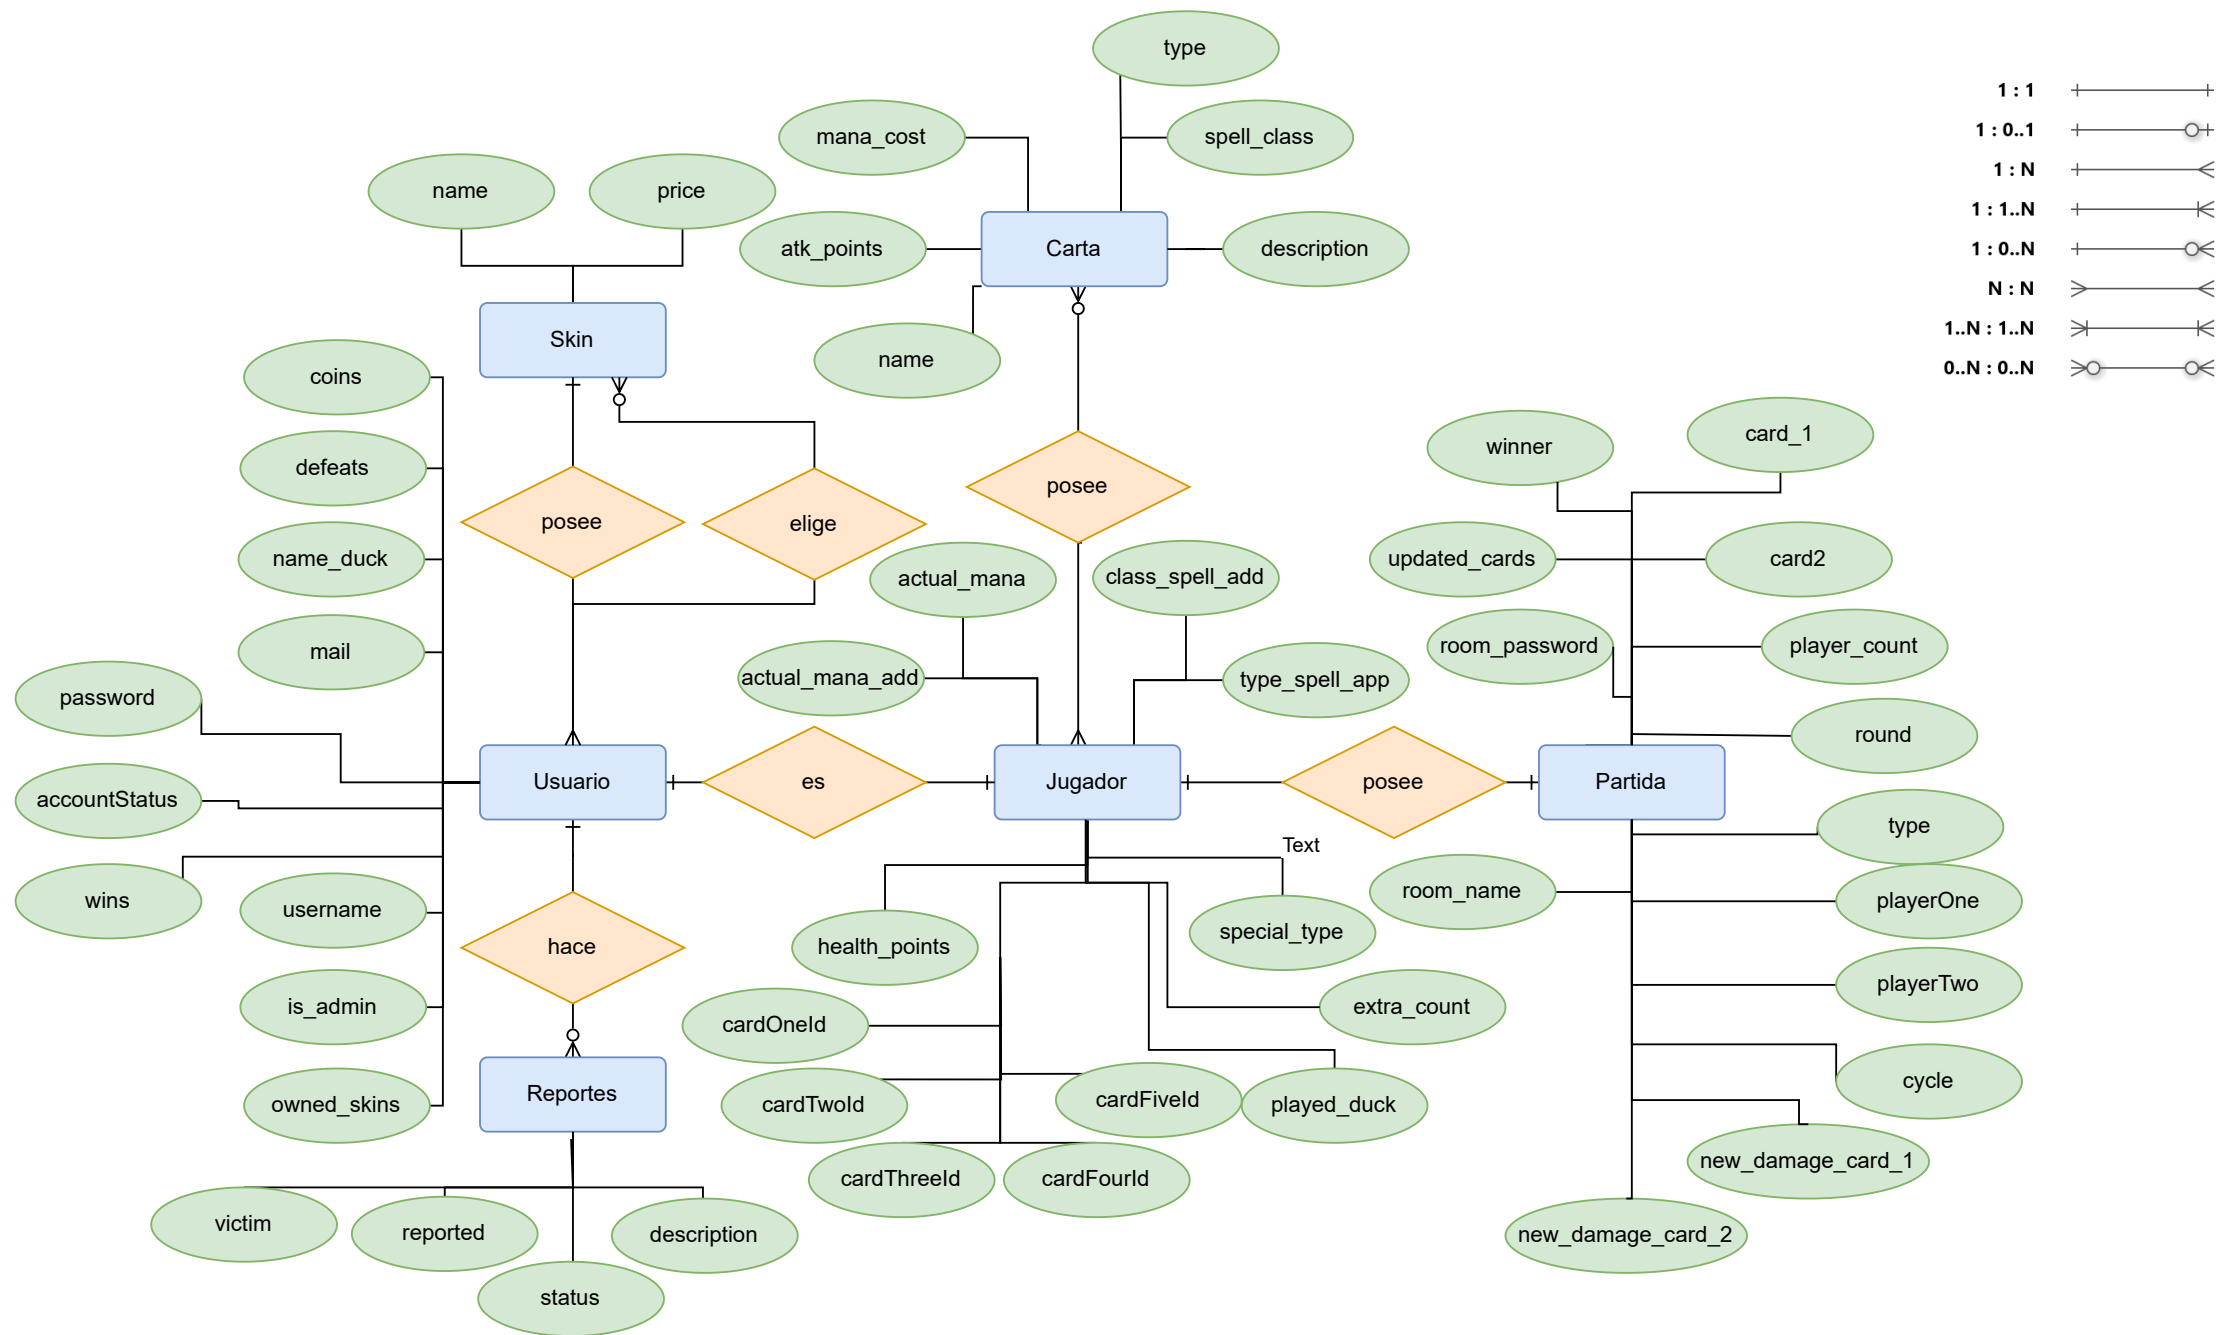 type
1 : 1
mana_cost
spell_class
1 : 0..1
1 : N
name
price
1 : 1..N
atk_points
Carta
description
1 : 0..N
N : N
Skin
1..N : 1..N
name
0..N : 0..N
coins
winner
card_1
defeats
posee
posee
elige
name_duck
actual_mana
class_spell_add
updated_cards
card2
mail
room_password
player_count
password
actual_mana_add
type_spell_app
round
Usuario
es
Jugador
posee
Partida
accountStatus
type
Text
wins
username
room_name
playerOne
hace
health_points
special_type
playerTwo
is_admin
cardOneId
extra_count
Reportes
cycle
owned_skins
cardTwoId
cardFiveId
played_duck
cardThreeId
cardFourId
new_damage_card_1
victim
reported
description
new_damage_card_2
status